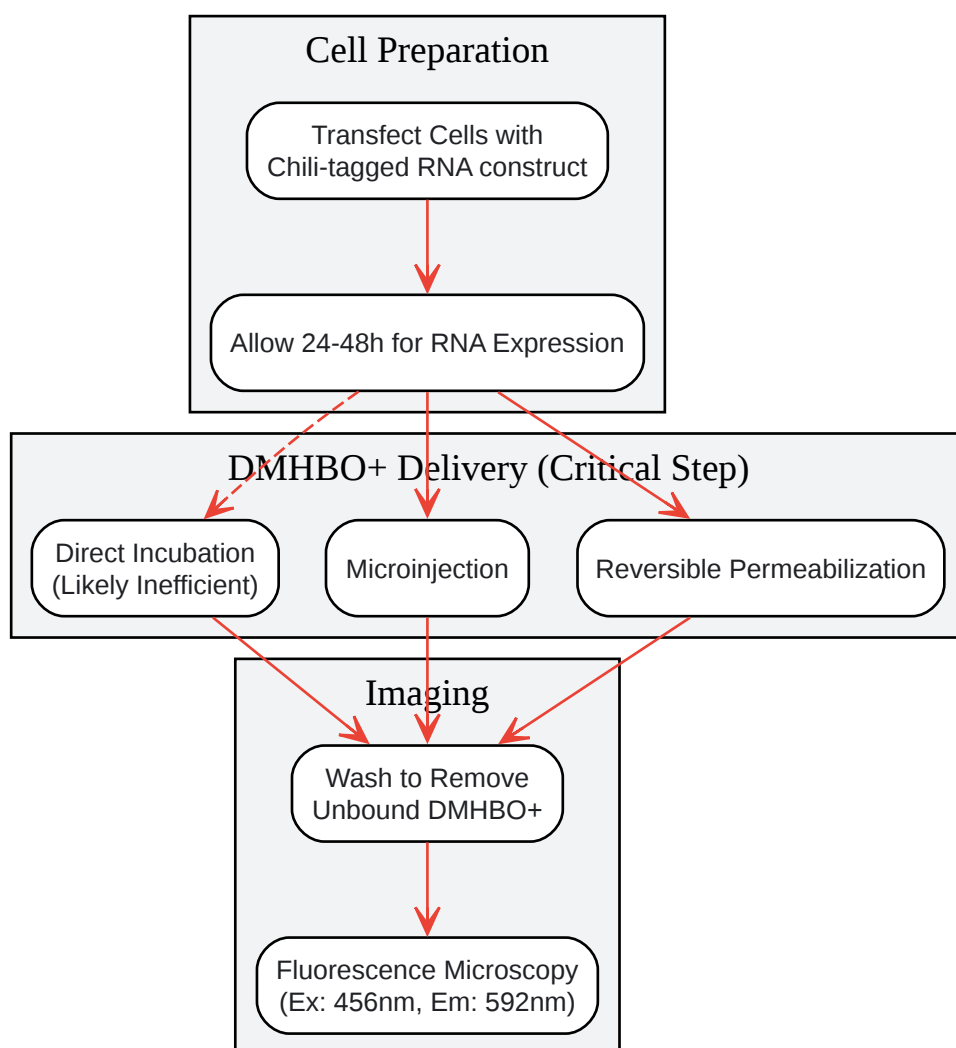 Cell Preparation
Transfect Cells with
Chili-tagged RNA construct
Allow 24-48h for RNA Expression
DMHBO+ Delivery (Critical Step)
Direct Incubation
(Likely Inefficient)
Microinjection
Reversible Permeabilization
Imaging
Wash to Remove
Unbound DMHBO+
Fluorescence Microscopy
(Ex: 456nm, Em: 592nm)